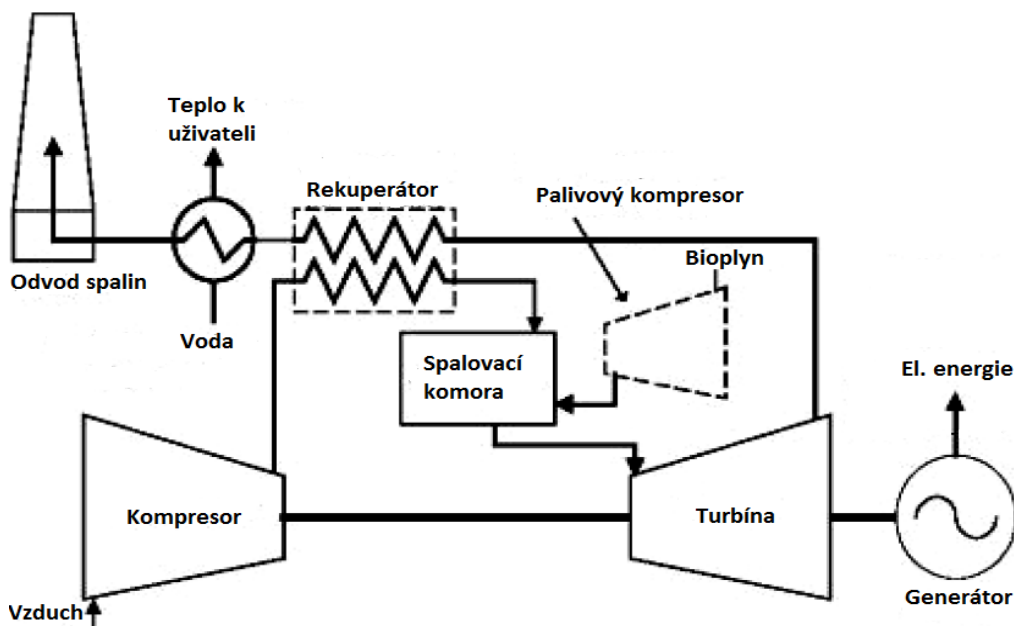 Teplo k
uživateli
Rekuperátor
Palivový kompresor
Bioplyn
Odvod spalin
Voda
Spalovací
komora
El. energie
Kompresor
Turbína
Generátor
Vzduch